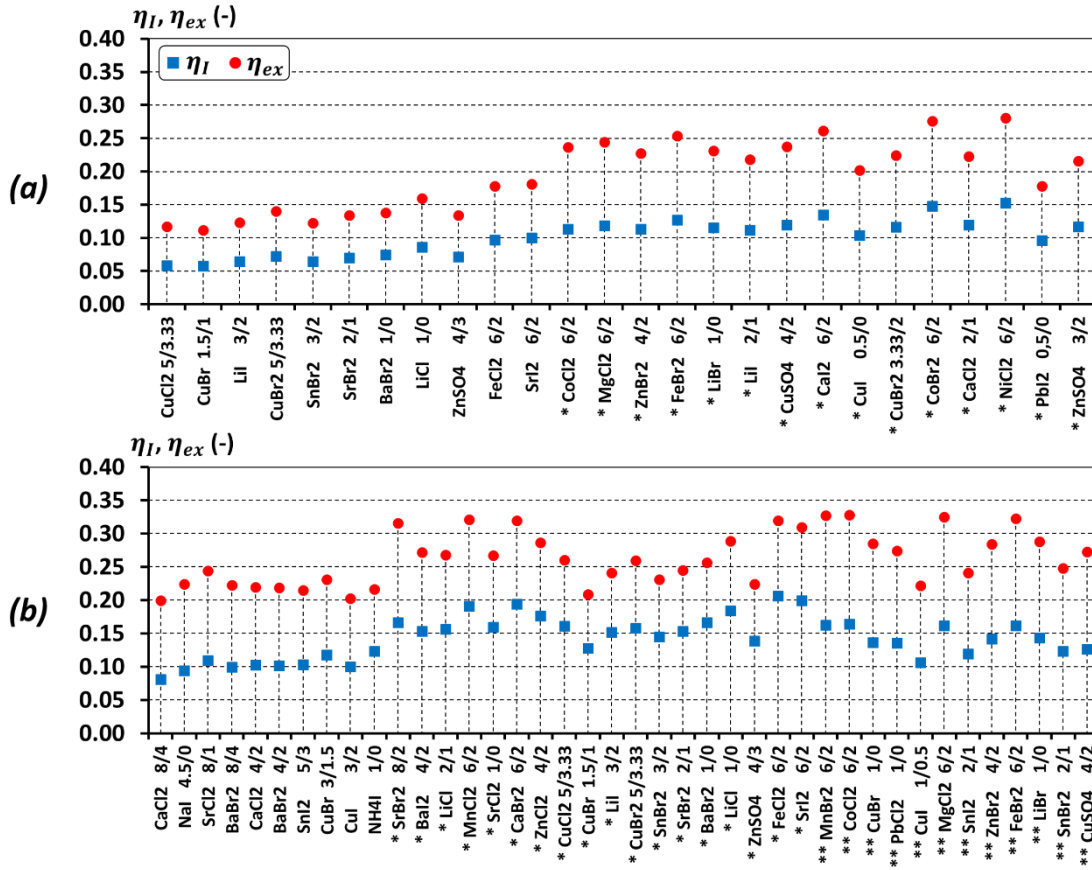 η_I, η_ex (-)
0.40
0.35
0.30
0.25
0.20
0.15
0.10
0.05
0.00
η_I
η_ex
(a)
CuCl2 5/3.33
CuBr 1.5/1
LiI 3/2
CuBr2 5/3.33
SnBr2 3/2
SrBr2 2/1
BaBr2 1/0
LiCl 1/0
ZnSO4 4/3
FeCl2 6/2
SrI2 6/2
* CoCl2 6/2
* MgCl2 6/2
* ZnBr2 4/2
* FeBr2 6/2
* LiBr 1/0
* LiI 2/1
* CuSO4 4/2
* CaI2 6/2
* CuI 0.5/0
* CuBr2 3.33/2
* CoBr2 6/2
* CaCl2 2/1
* NiCl2 6/2
* PbI2 0,5/0
* ZnSO4 3/2
η_I, η_ex (-)
0.40
0.35
0.30
0.25
0.20
0.15
0.10
0.05
0.00
(b)
CaCl2 8/4
NaI 4.5/0
SrCl2 8/1
BaBr2 8/4
CaCl2 4/2
BaBr2 4/2
SnI2 5/3
CuBr 3/1.5
CuI 3/2
NH4I 1/0
* SrBr2 8/2
* BaI2 4/2
* LiCl 2/1
* MnCl2 6/2
* SrCl2 1/0
* CaBr2 6/2
* ZnCl2 4/2
* CuCl2 5/3.33
* CuBr 1.5/1
* LiI 3/2
* CuBr2 5/3.33
* SnBr2 3/2
* SrBr2 2/1
* BaBr2 1/0
* LiCl 1/0
* ZnSO4 4/3
* FeCl2 6/2
* SrI2 6/2
** MnBr2 6/2
** CoCl2 6/2
** CuBr 1/0
** PbCl2 1/0
** CuI 1/0.5
** MgCl2 6/2
** SnI2 2/1
** ZnBr2 4/2
** FeBr2 6/2
** LiBr 1/0
** SnBr2 2/1
** CuSO4 4/2